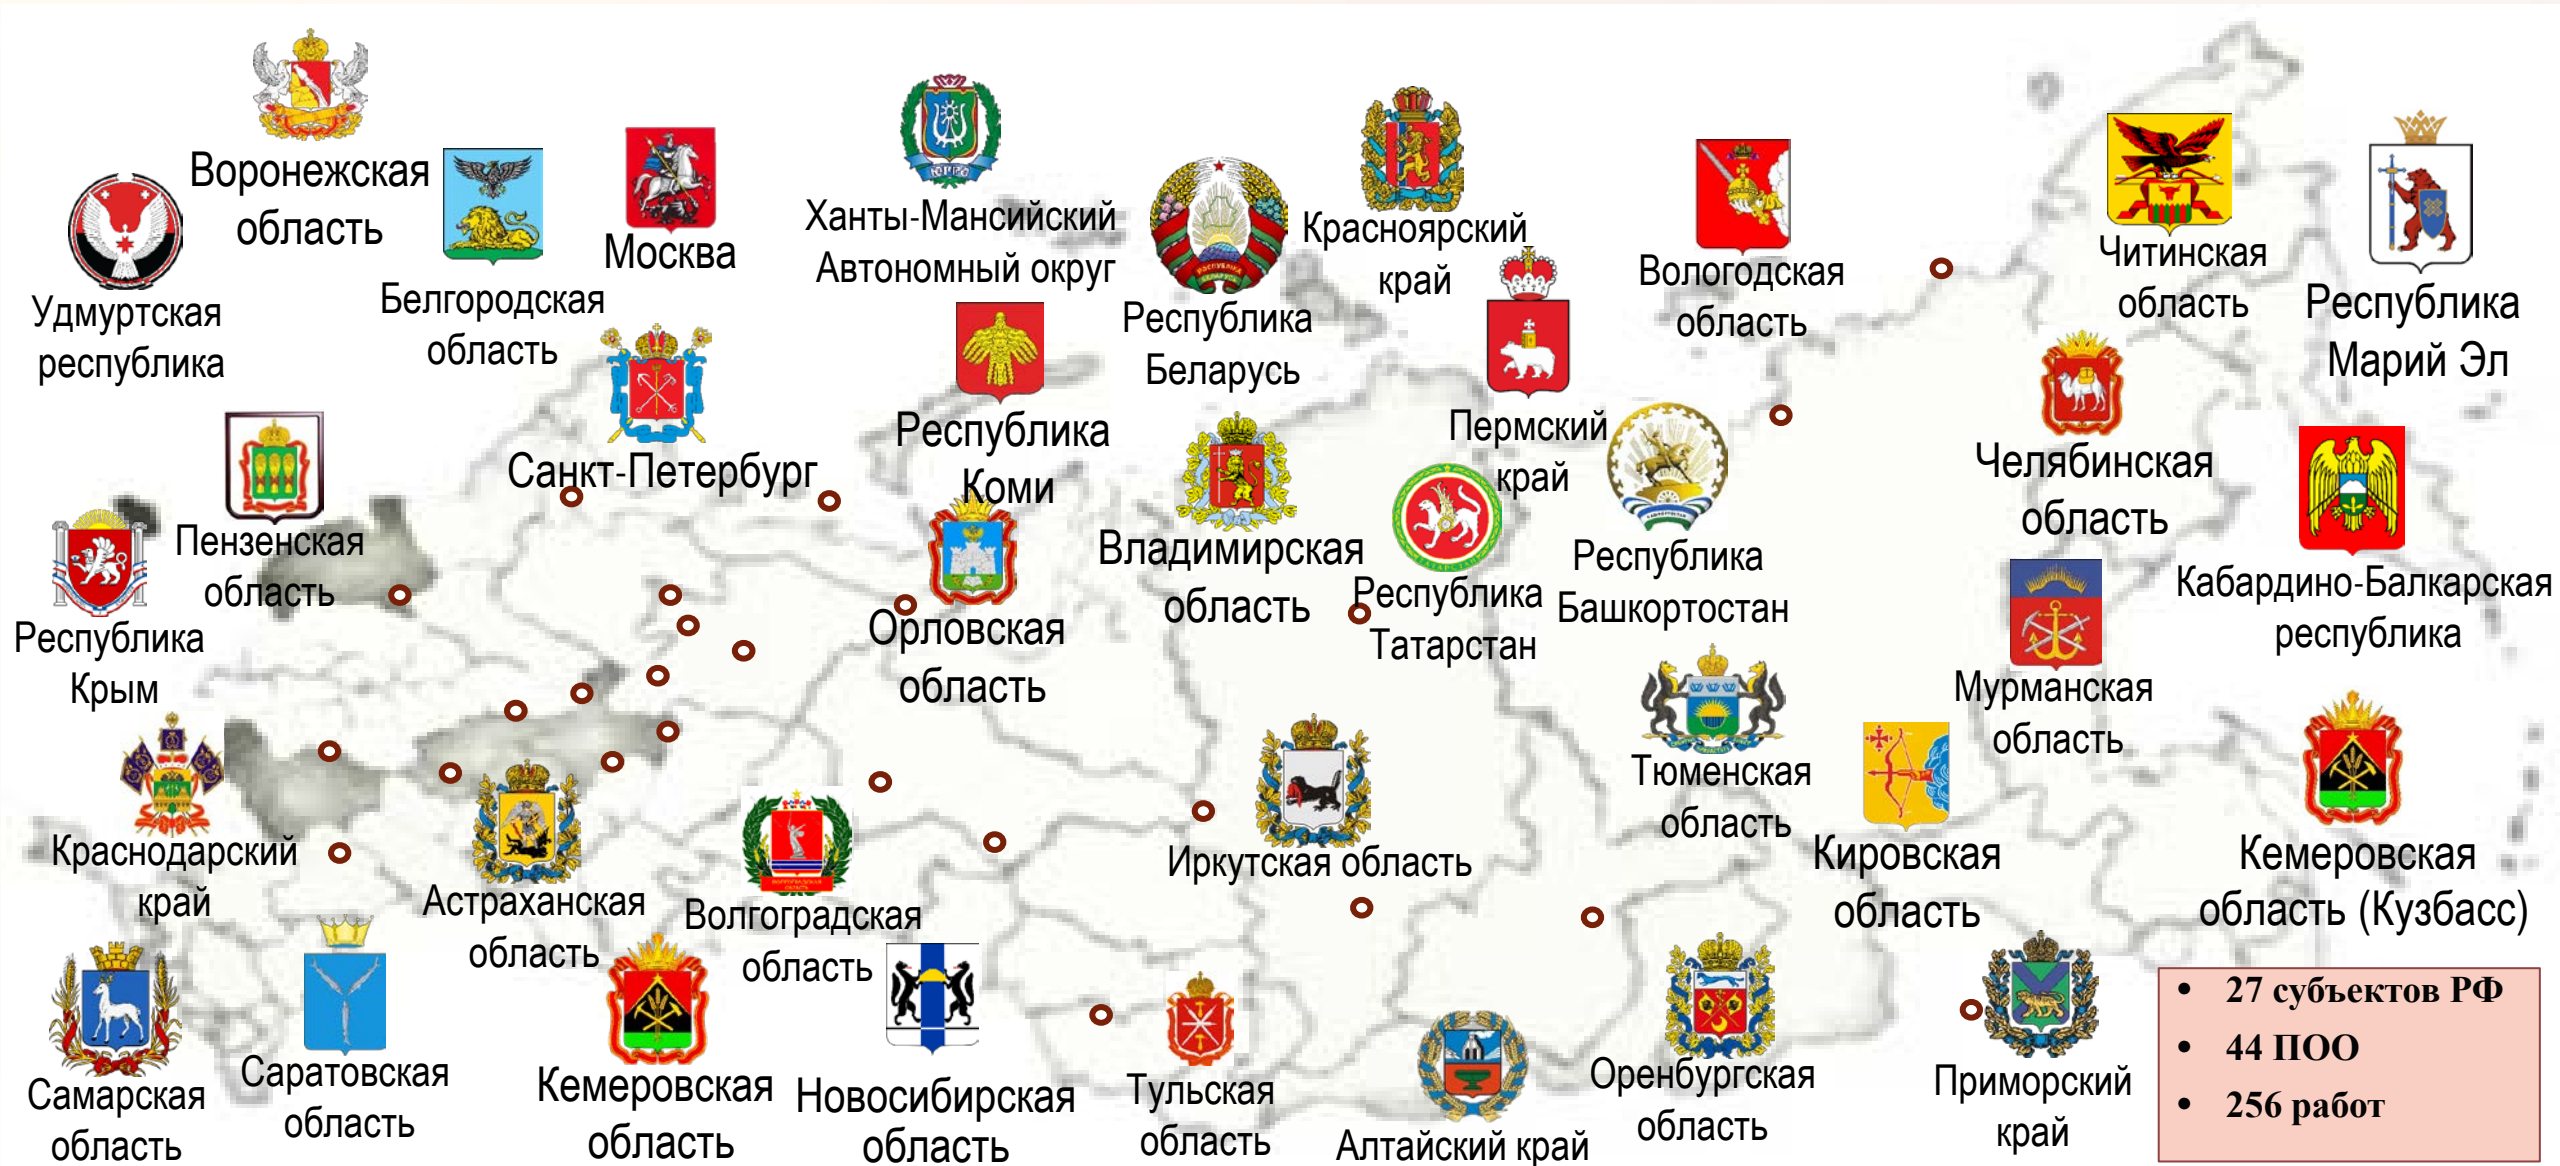 Воронежская
область
Удмуртская
республика
Белгородская
область
Москва
Санкт-Петербург
Ханты-Мансийский
Автономный округ
Республика
Коми
Республика
Беларусь
Красноярский
край
Пермский
край
Вологодская
область
Читинская
область
Республика
Марий Эл
Челябинская
область
Пензенская
область
Республика
Крым
Орловская
область
Владимирская
область
Республика
Татарстан
Республика
Башкортостан
Кабардино-Балкарская
республика
Мурманская
область
Краснодарский
край
Астраханская
область
Волгоградская
область
Иркутская область
Тюменская
область
Кировская
область
Кемеровская
область (Кузбасс)
Самарская
область
Саратовская
область
Кемеровская
область
Новосибирская
область
Тульская
область
Алтайский край
Оренбургская
область
Приморский
край
• 27 субъектов РФ
• 44 ПОО
• 256 работ